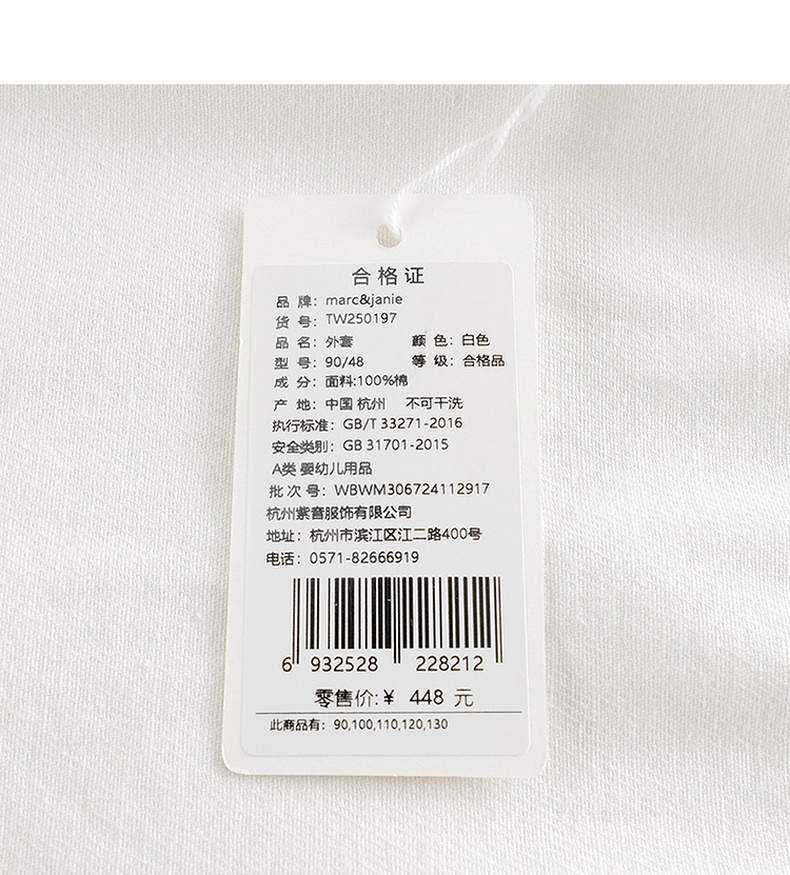 合格证
品 牌：marc&janie
货 号：TW250197
品 名：外套 颜 色：白色
型 号：90/48 等 级：合格品
成 分：面料:100%棉
产 地：中国 杭州 不可干洗
执行标准：GB/T 33271-2016
安全类别：GB 31701-2015
A类 婴幼儿用品
批 次 号：WBWM306724112917
杭州紫音服饰有限公司
地址：杭州市滨江区江二路400号
电话：0571-82666919
6 932528 228212
零售价:¥ 448 元
此商品有：90,100,110,120,130